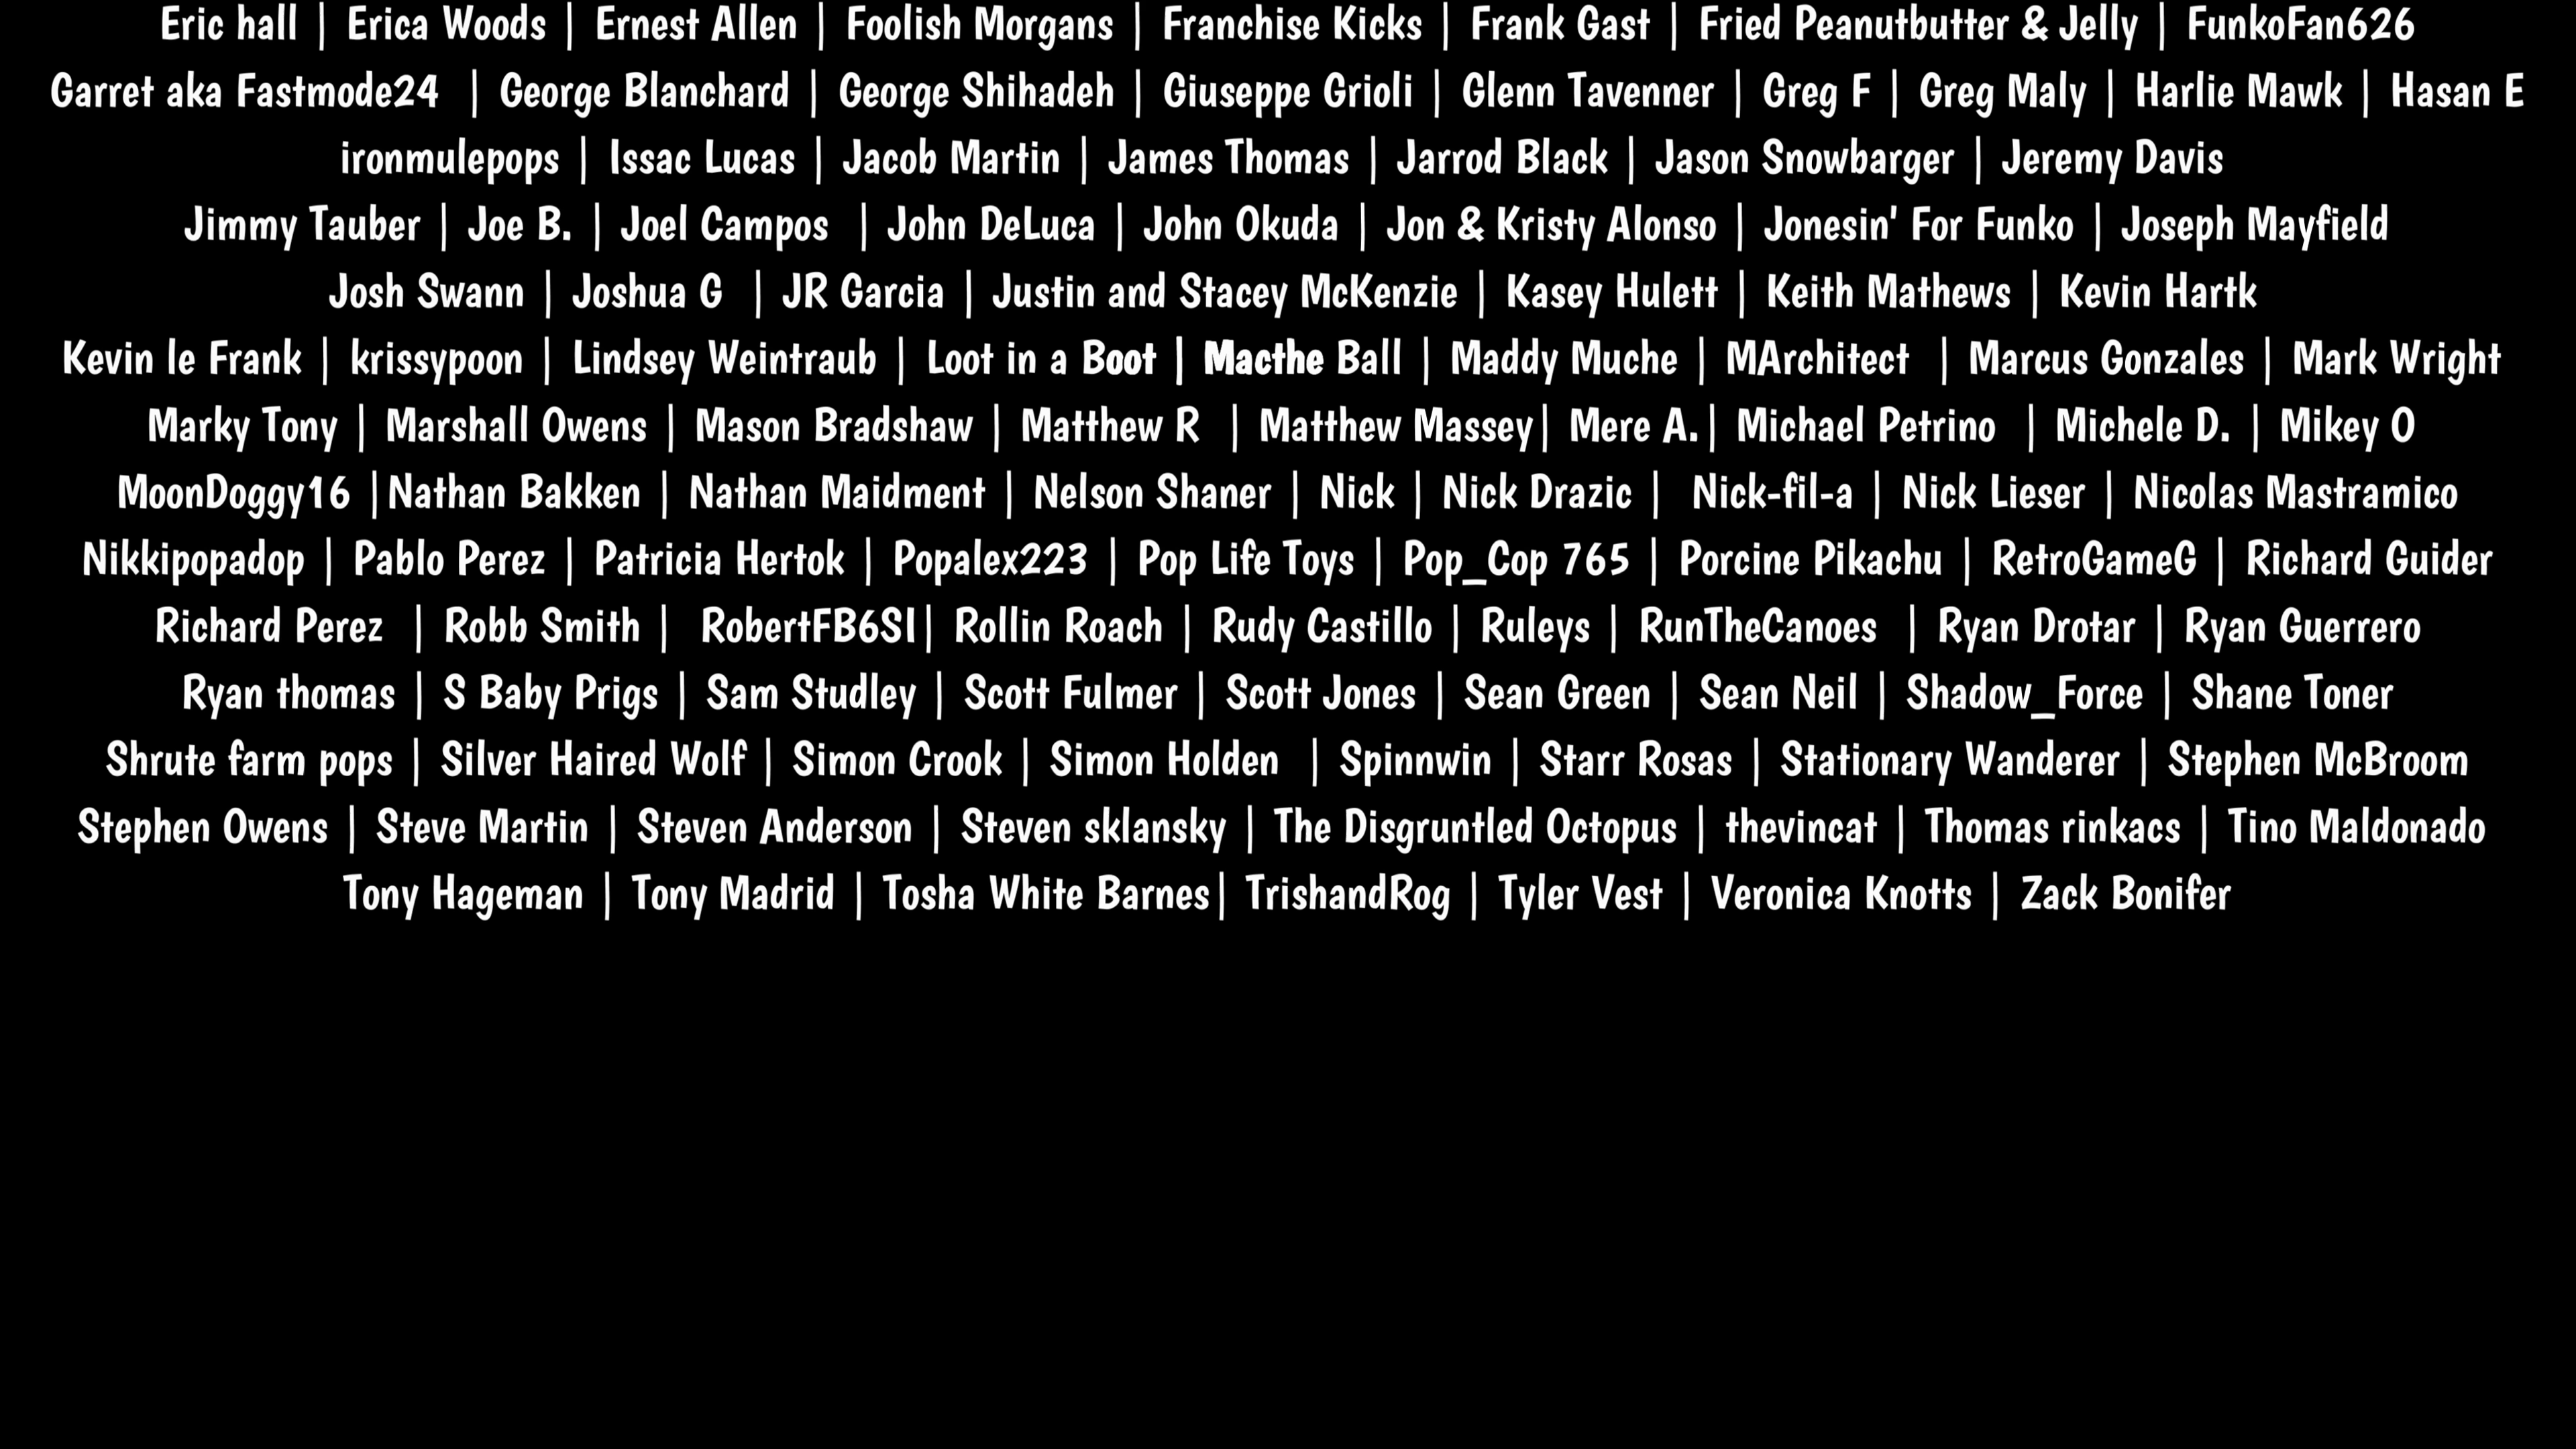 Eric hall | Erica Woods | Ernest Allen | Foolish Morgans | Franchise Kicks | Frank Gast | Fried Peanutbutter & Jelly | FunkoFan626
Garret aka Fastmode24 | George Blanchard | George Shihadeh | Giuseppe Grioli | Glenn Tavenner | Greg F | Greg Maly | Harlie Mawk | Hasan E
ironmulepops | Issac Lucas | Jacob Martin | James Thomas | Jarrod Black | Jason Snowbarger | Jeremy Davis
Jimmy Tauber | Joe B. | Joel Campos | John DeLuca | John Okuda | Jon & Kristy Alonso | Jonesin' For Funko | Joseph Mayfield
Josh Swann | Joshua G | JR Garcia | Justin and Stacey McKenzie | Kasey Hulett | Keith Mathews | Kevin Hartk
Kevin le Frank | krissypoon | Lindsey Weintraub | Loot in a Boot | Macthe Ball | Maddy Muche | MArchitect | Marcus Gonzales | Mark Wright
Marky Tony | Marshall Owens | Mason Bradshaw | Matthew R | Matthew Massey| Mere A.| Michael Petrino | Michele D. | Mikey O
MoonDoggy16 |Nathan Bakken | Nathan Maidment | Nelson Shaner | Nick | Nick Drazic | Nick-fil-a | Nick Lieser | Nicolas Mastramico
Nikkipopadop | Pablo Perez | Patricia Hertok | Popalex223 | Pop Life Toys | Pop_Cop 765 | Porcine Pikachu | RetroGameG | Richard Guider
Richard Perez | Robb Smith | RobertFB6SI| Rollin Roach | Rudy Castillo | Ruleys | RunTheCanoes | Ryan Drotar | Ryan Guerrero
Ryan thomas | S Baby Prigs | Sam Studley | Scott Fulmer | Scott Jones | Sean Green | Sean Neil | Shadow_Force | Shane Toner
Shrute farm pops | Silver Haired Wolf | Simon Crook | Simon Holden | Spinnwin | Starr Rosas | Stationary Wanderer | Stephen McBroom
Stephen Owens | Steve Martin | Steven Anderson | Steven sklansky | The Disgruntled Octopus | thevincat | Thomas rinkacs | Tino Maldonado
Tony Hageman | Tony Madrid | Tosha White Barnes| TrishandRog | Tyler Vest | Veronica Knotts | Zack Bonifer